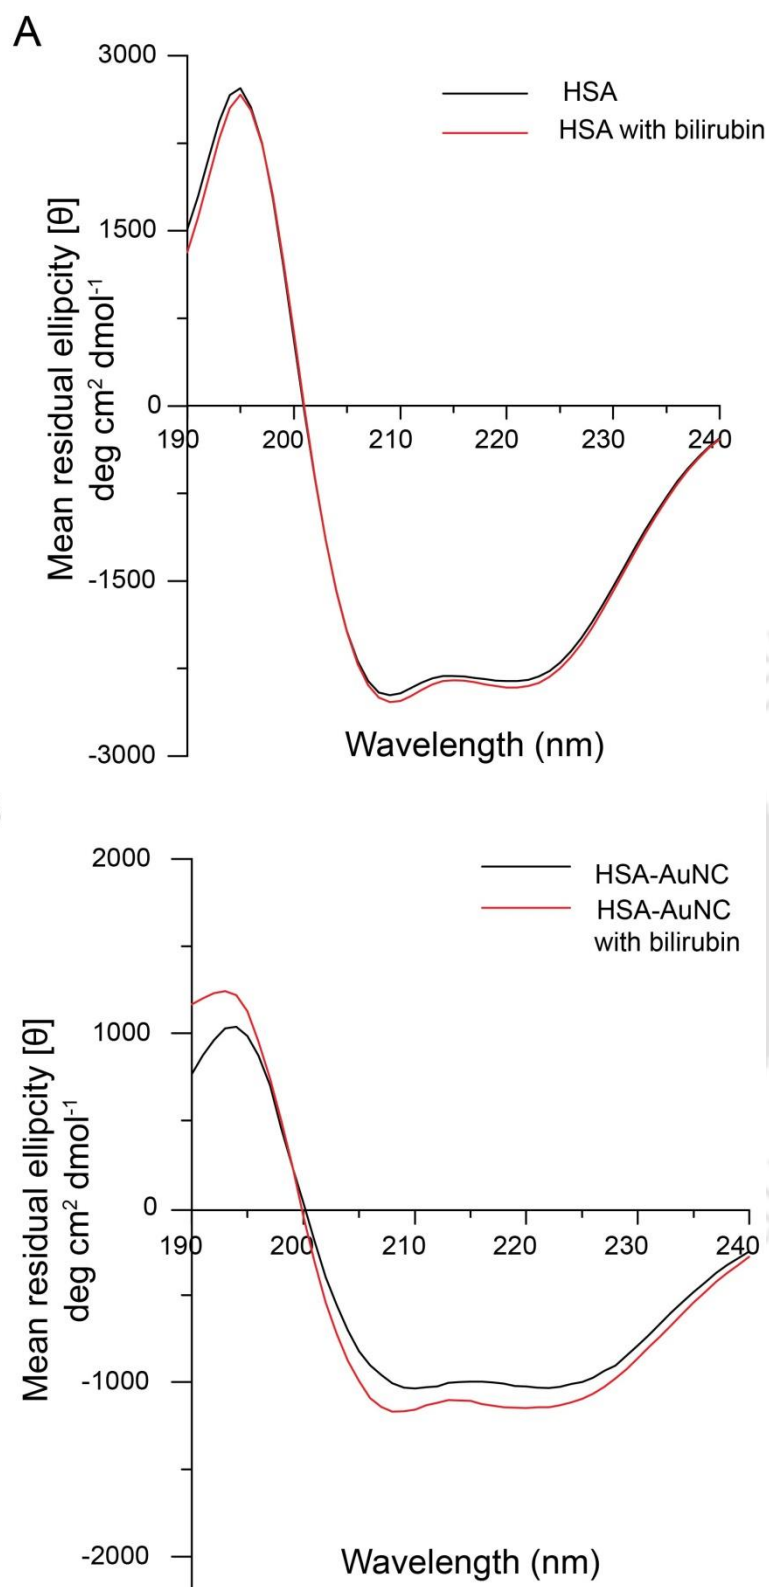 A
3000
1500
0
-1500
-3000
190 200 210 220 230 240
HSA
HSA with bilirubin
Mean residual ellipcity [θ]
deg cm² dmol⁻¹
Wavelength (nm)
2000
1000
0
-1000
-2000
190 200 210 220 230 240
HSA-AuNC
HSA-AuNC
with bilirubin
Mean residual ellipcity [θ]
deg cm² dmol⁻¹
Wavelength (nm)